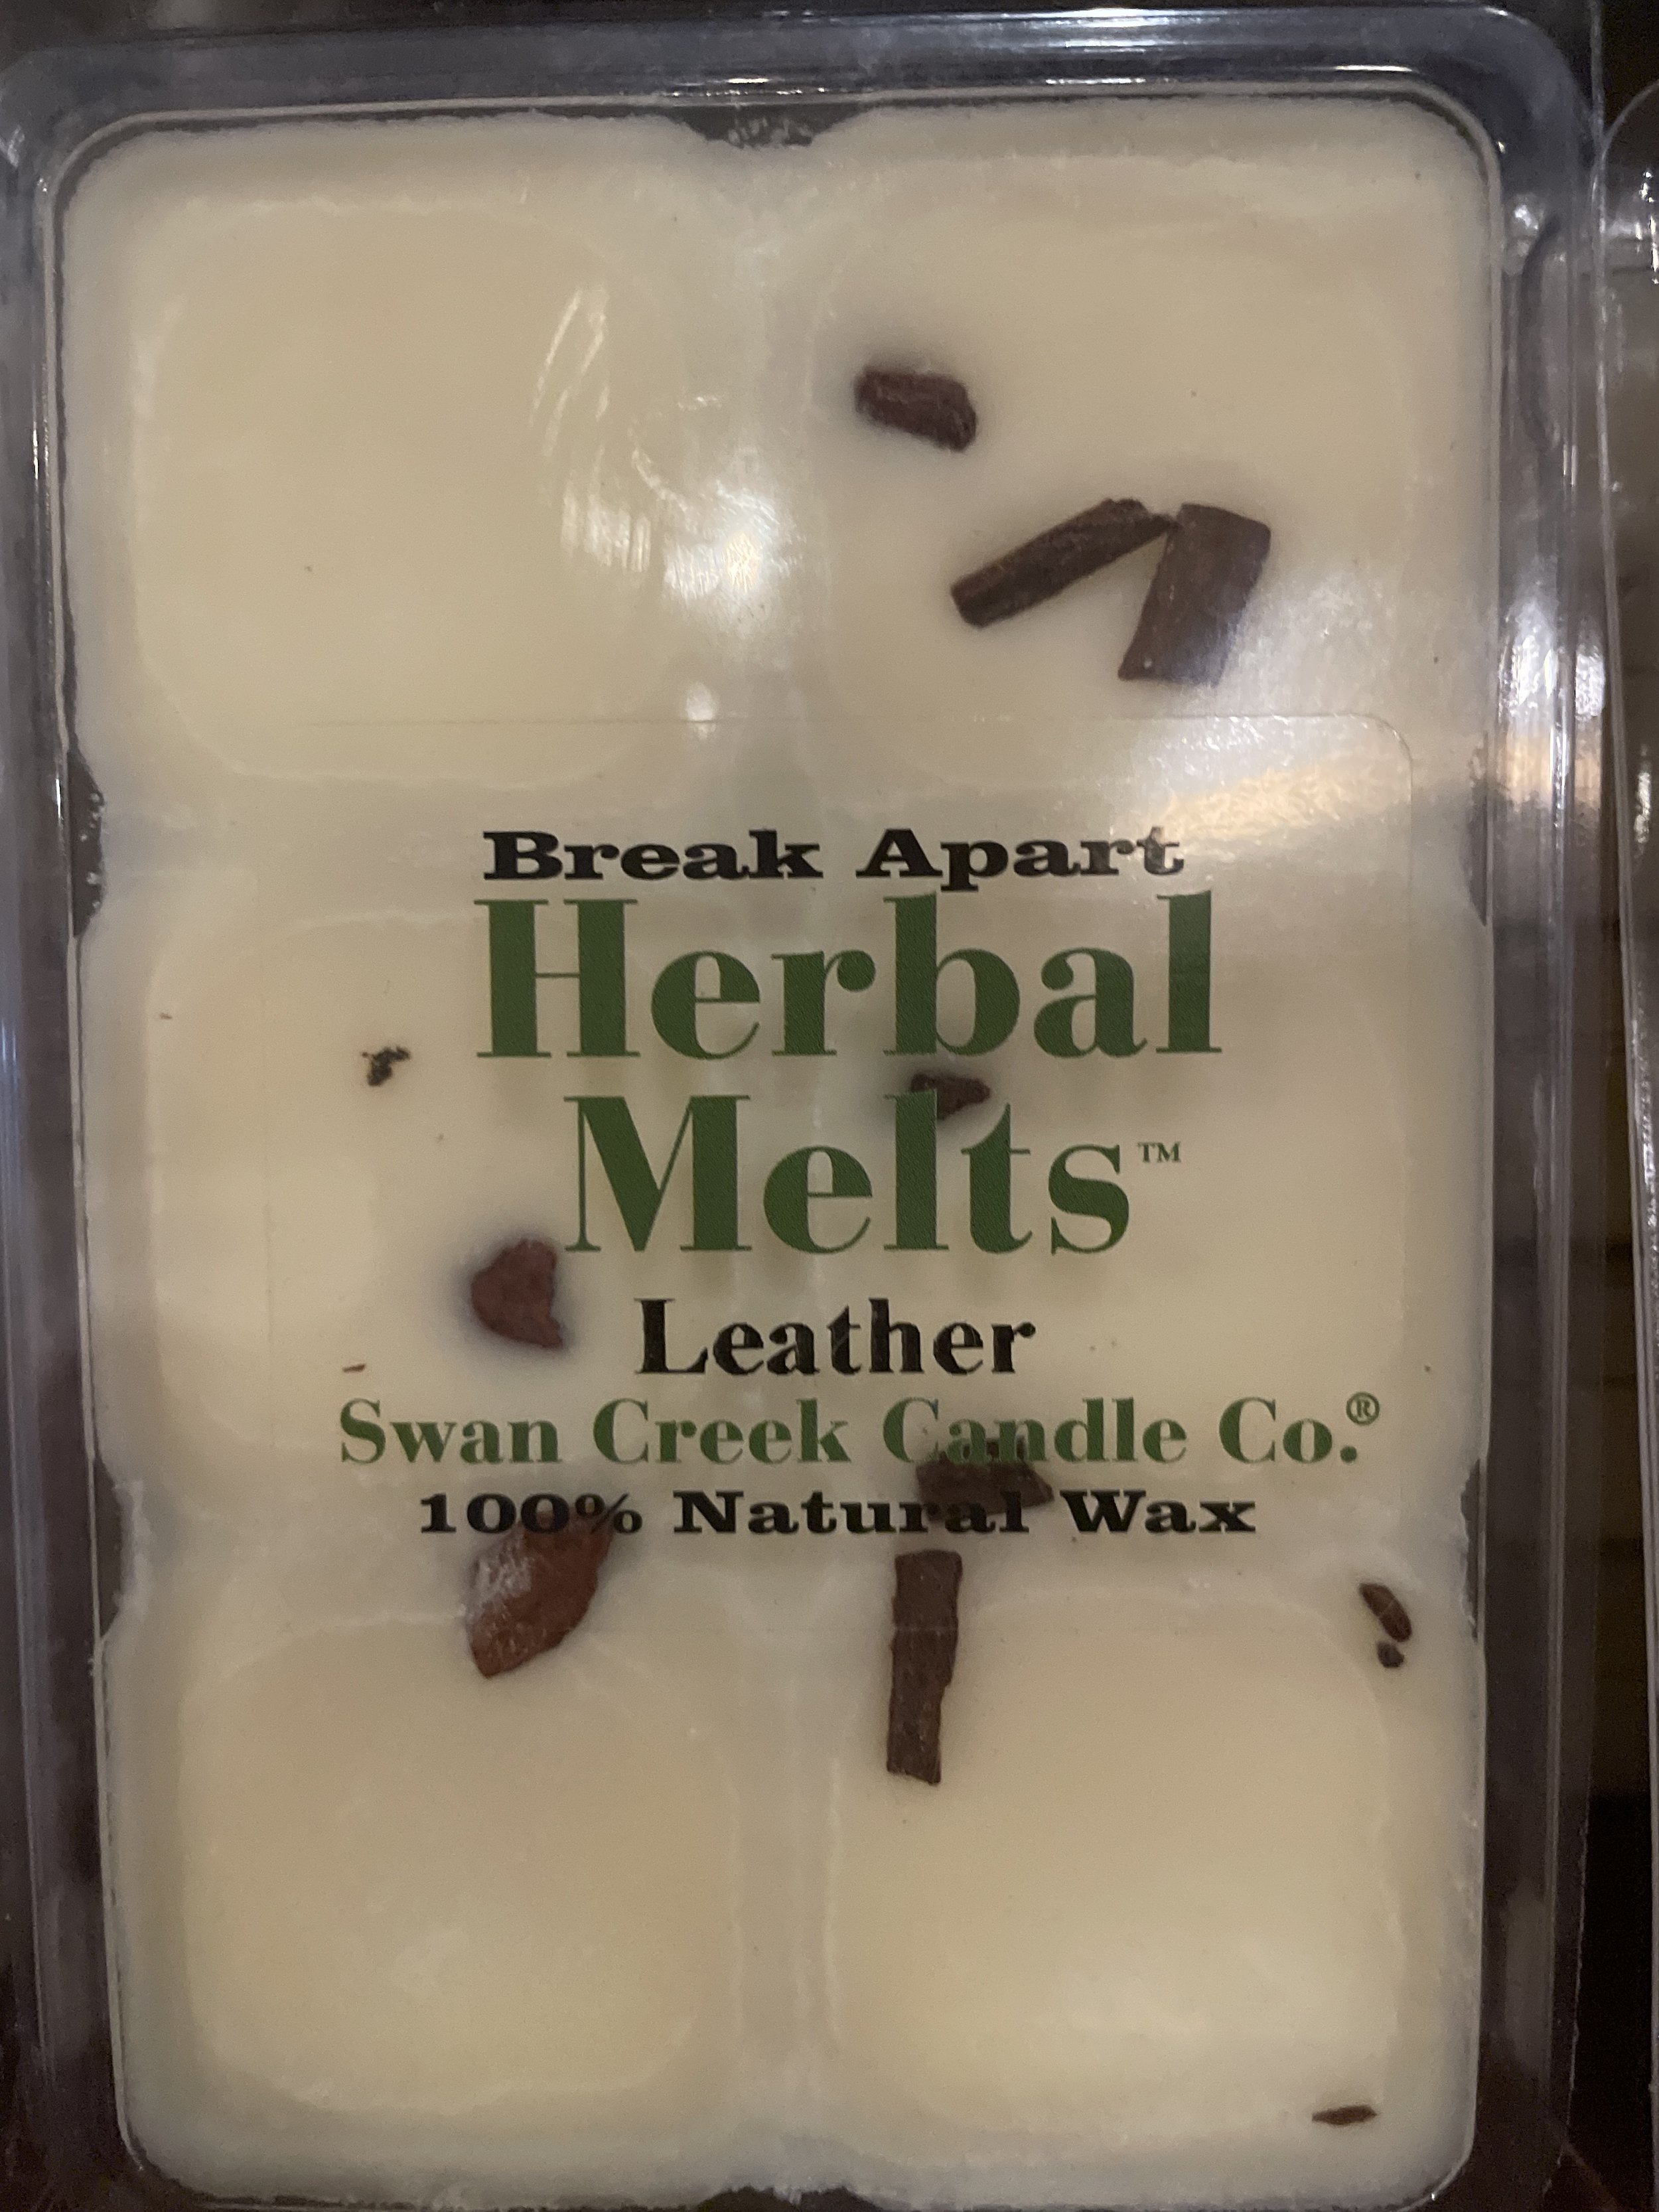 Break Apart
Herbal
Melts™
Leather
Swan Creek Candle Co.®
100% Natural Wax